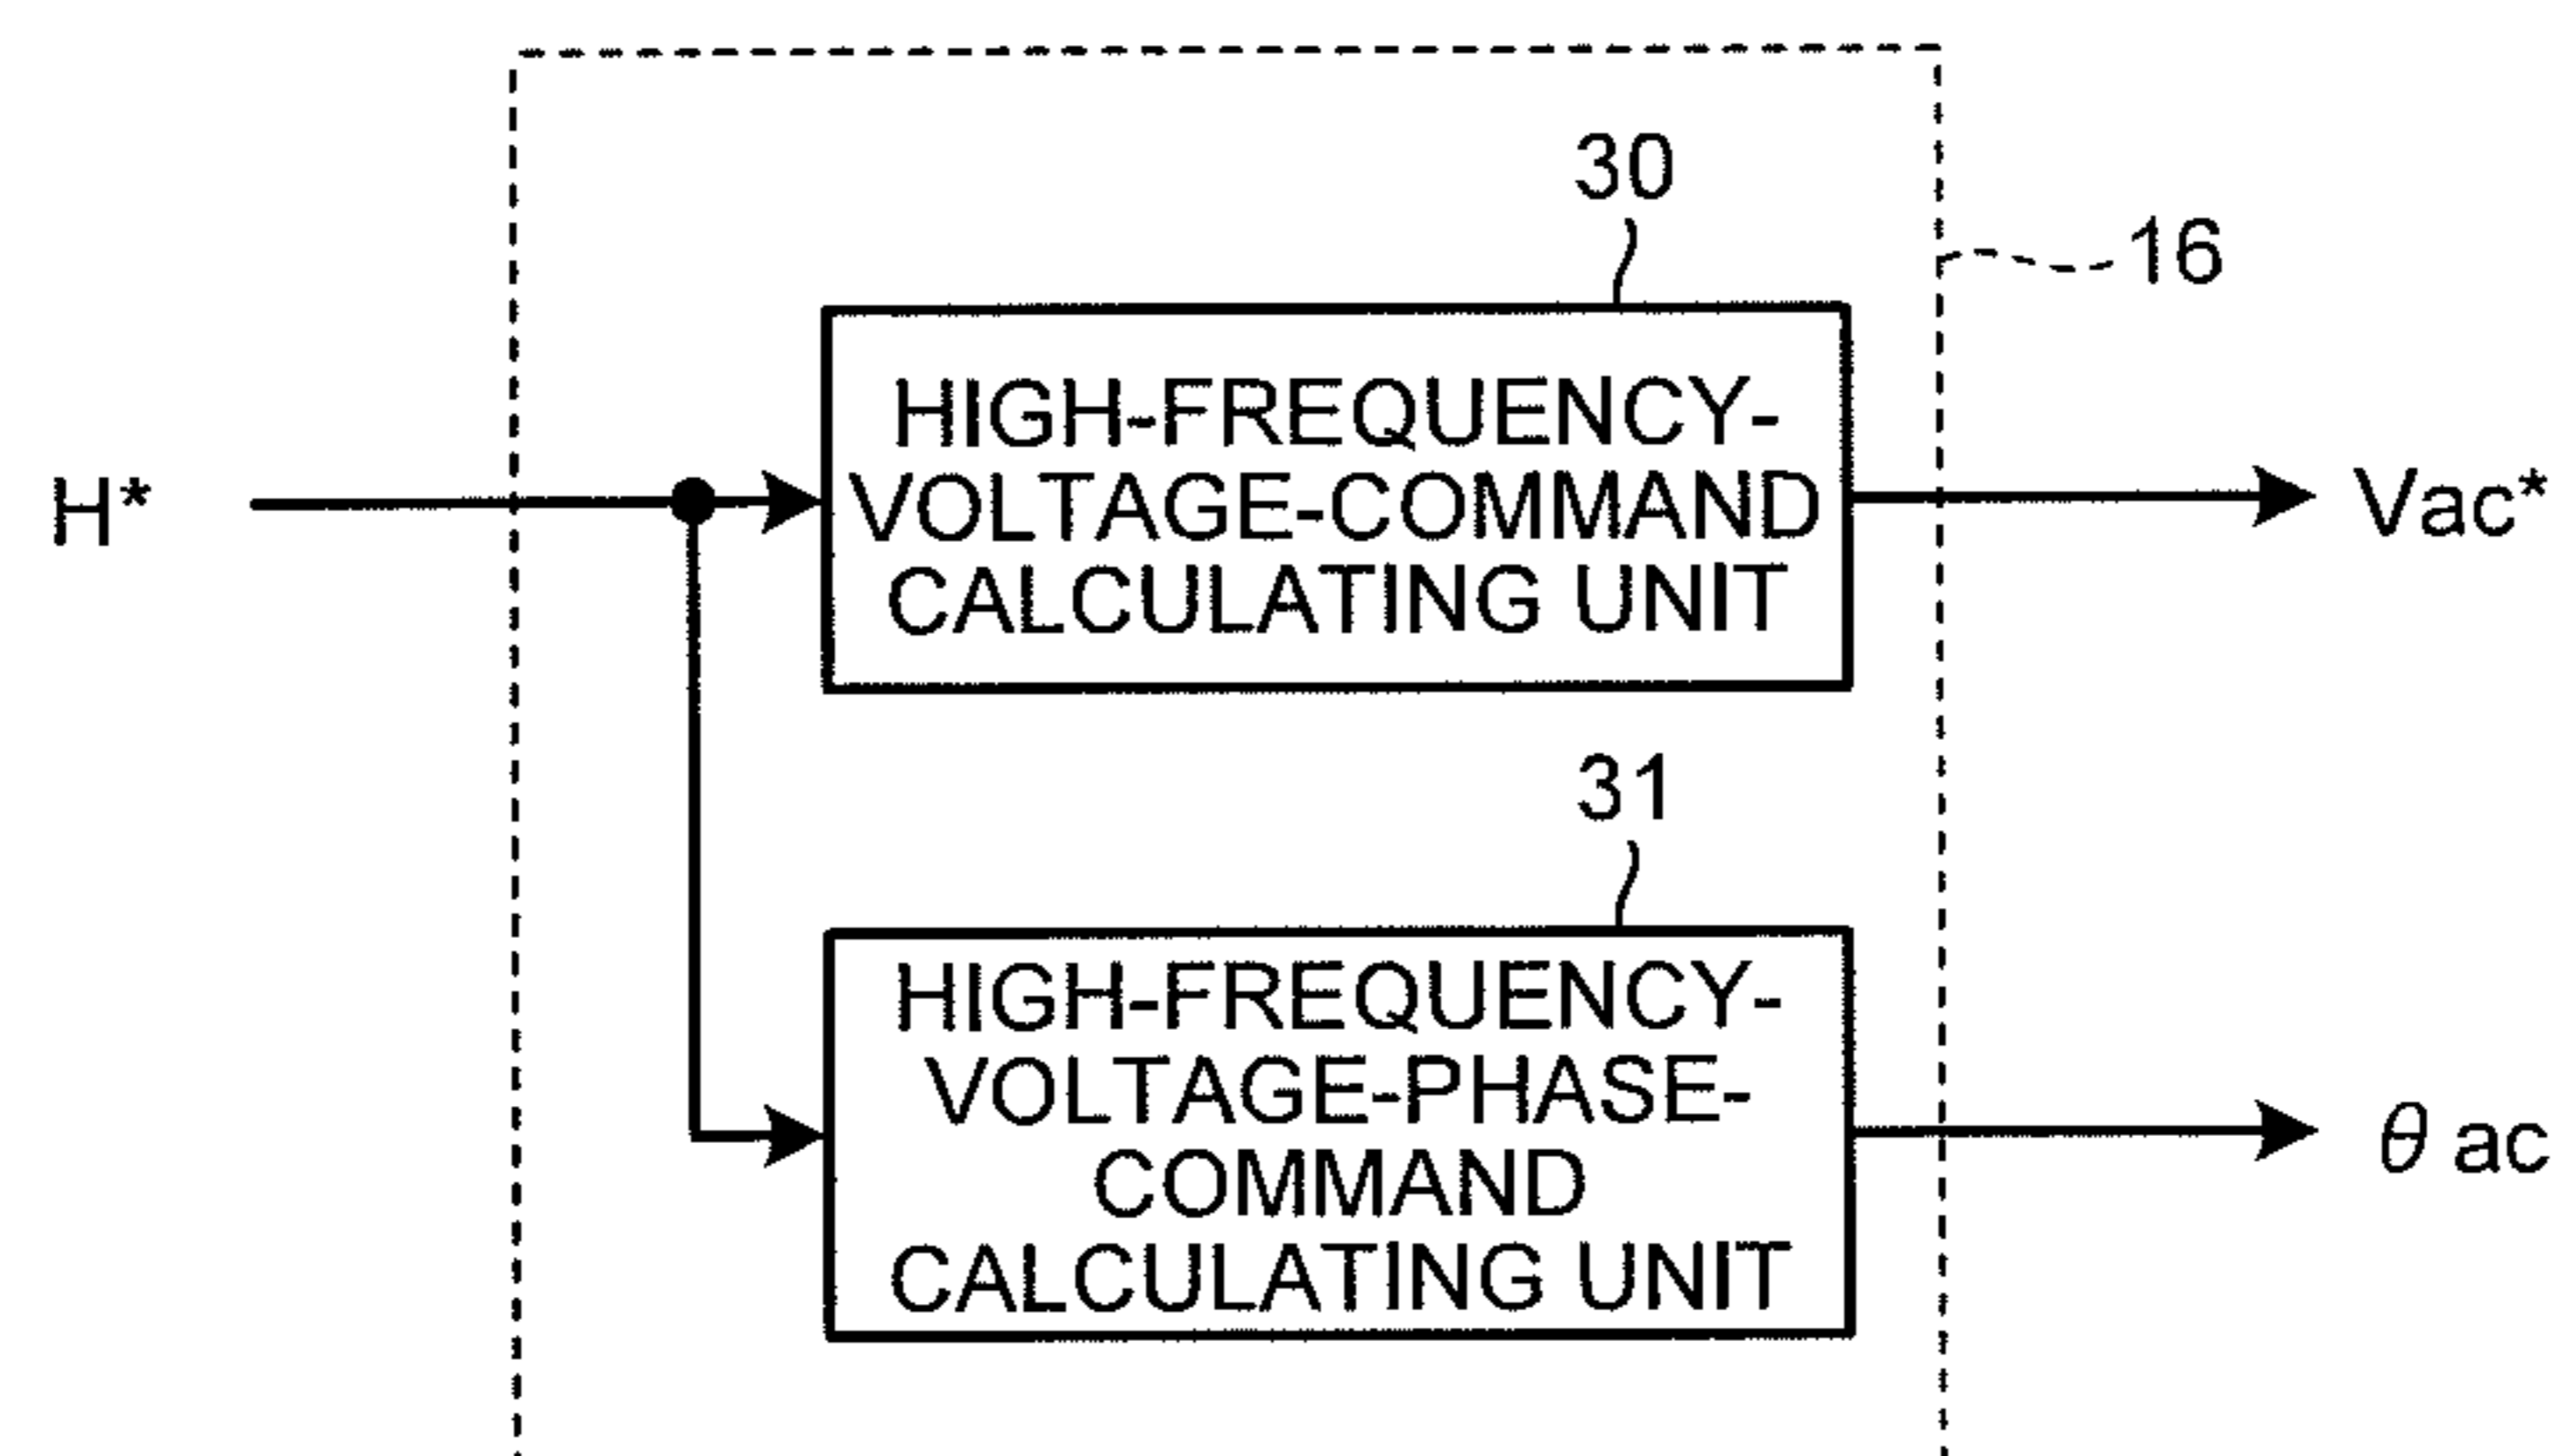 30
16
HIGH-FREQUENCY-
VOLTAGE-COMMAND
CALCULATING UNIT
H*
Vac*
31
HIGH-FREQUENCY-
VOLTAGE-PHASE-
COMMAND
CALCULATING UNIT
θ ac